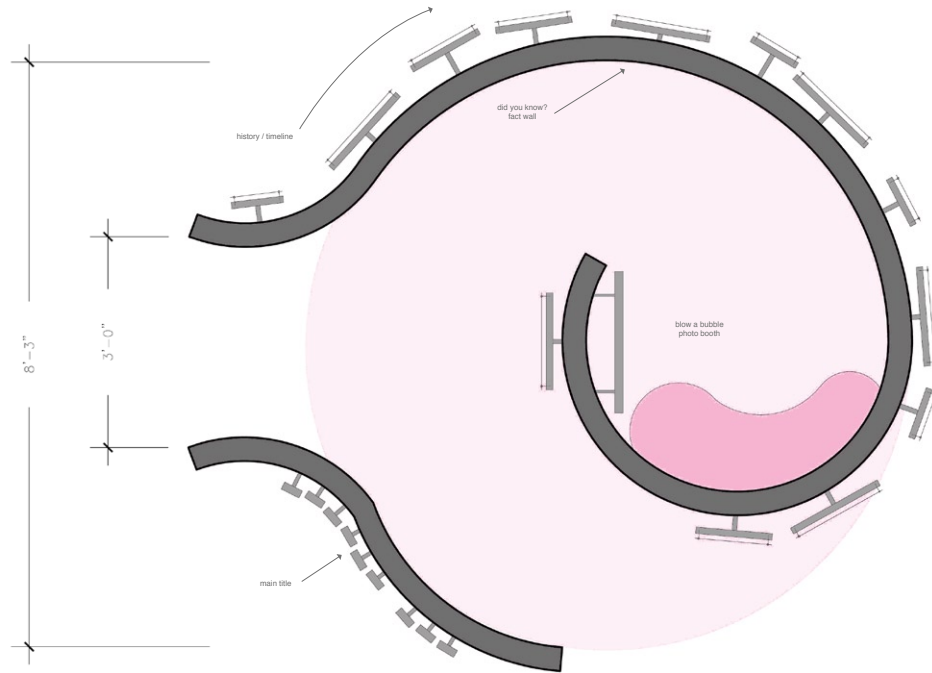 did you know?
fact wall
history / timeline
blow a bubble
photo booth
8'-3"
3'-0"
main title